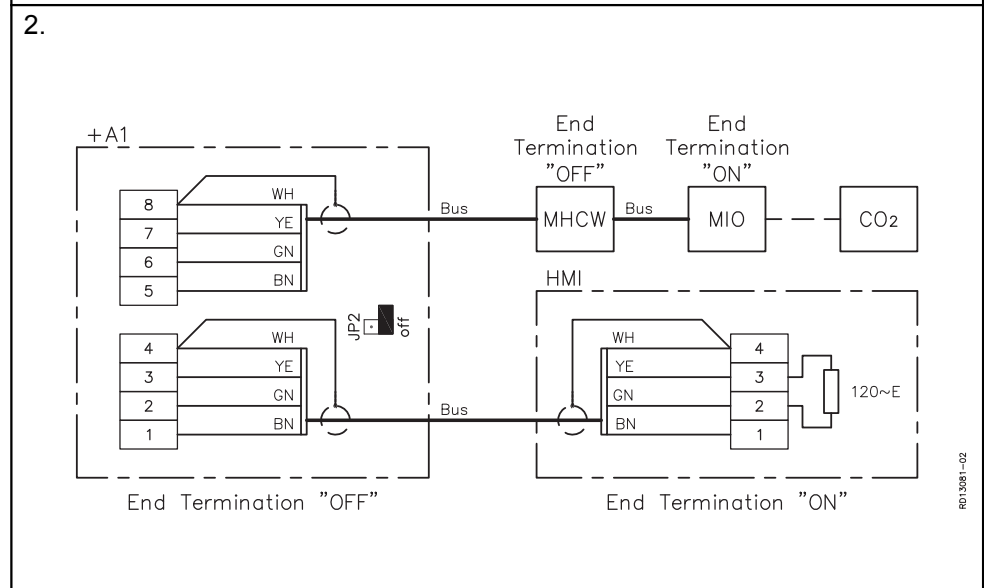 2.
+A1
8 WH
7 YE
6 GN
5 BN
Bus
End
Termination
"OFF"
MHCW
Bus
End
Termination
"ON"
MIO
CO2
JP2
off
4 WH
3 YE
2 GN
1 BN
Bus
HMI
WH 4
YE 3
GN 2
BN 1
120~E
End Termination "OFF"
End Termination "ON"
RD13081-02